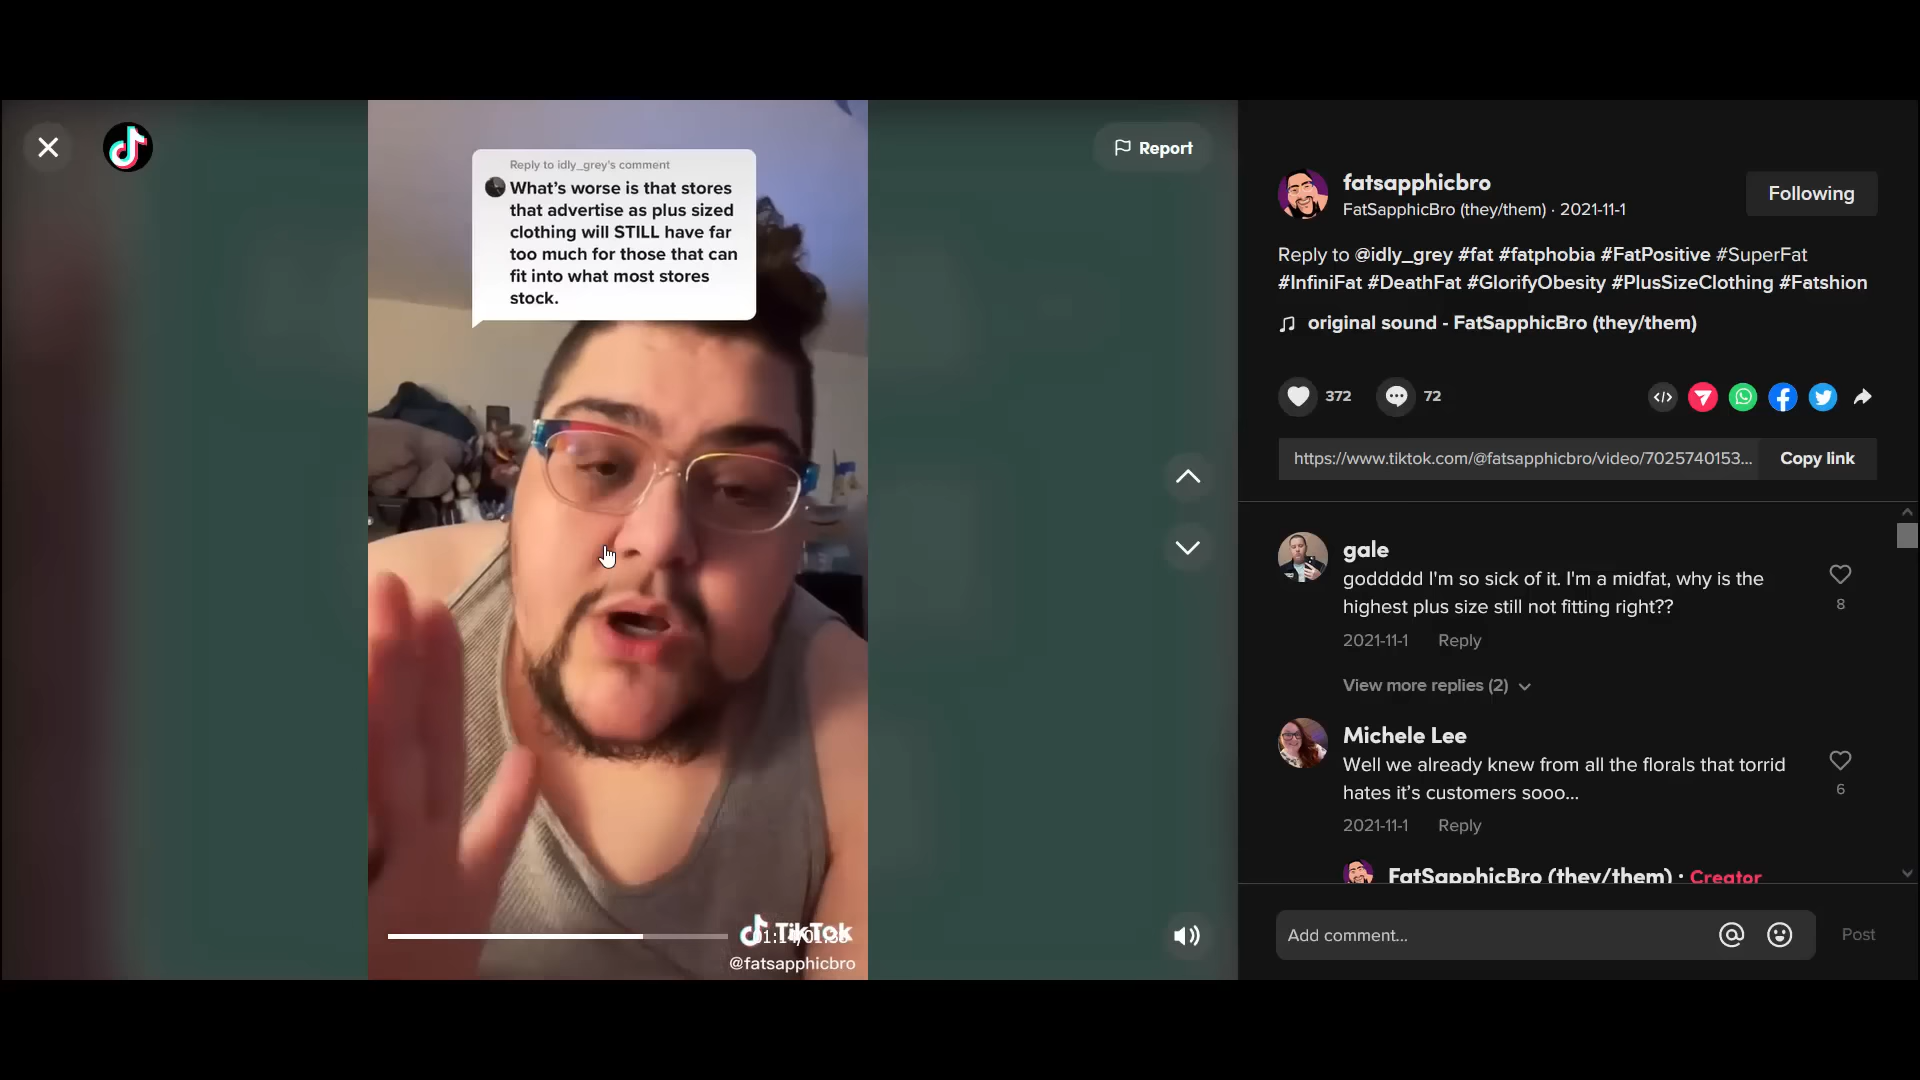 Reply to idly_grey's comment
What's worse is that stores
that advertise as plus sized
clothing will STILL have far
too much for those that can
fit into what most stores
stock.
Report
TikTok
@fatsapphicbro
fatsapphicbro
FatSapphicBro (they/them) · 2021-11-1
Following
Reply to @idly_grey #fat #fatphobia #FatPositive #SuperFat
#InfiniFat #DeathFat #GlorifyObesity #PlusSizeClothing #Fatshion
original sound - FatSapphicBro (they/them)
372
72
https://www.tiktok.com/@fatsapphicbro/video/7025740153...
Copy link
gale
goddddd I'm so sick of it. I'm a midfat, why is the
highest plus size still not fitting right??
8
2021-11-1 Reply
View more replies (2)
Michele Lee
Well we already knew from all the florals that torrid
hates it's customers sooo...
6
2021-11-1 Reply
FatSapphicBro (they/them) · Creator
Add comment...
Post